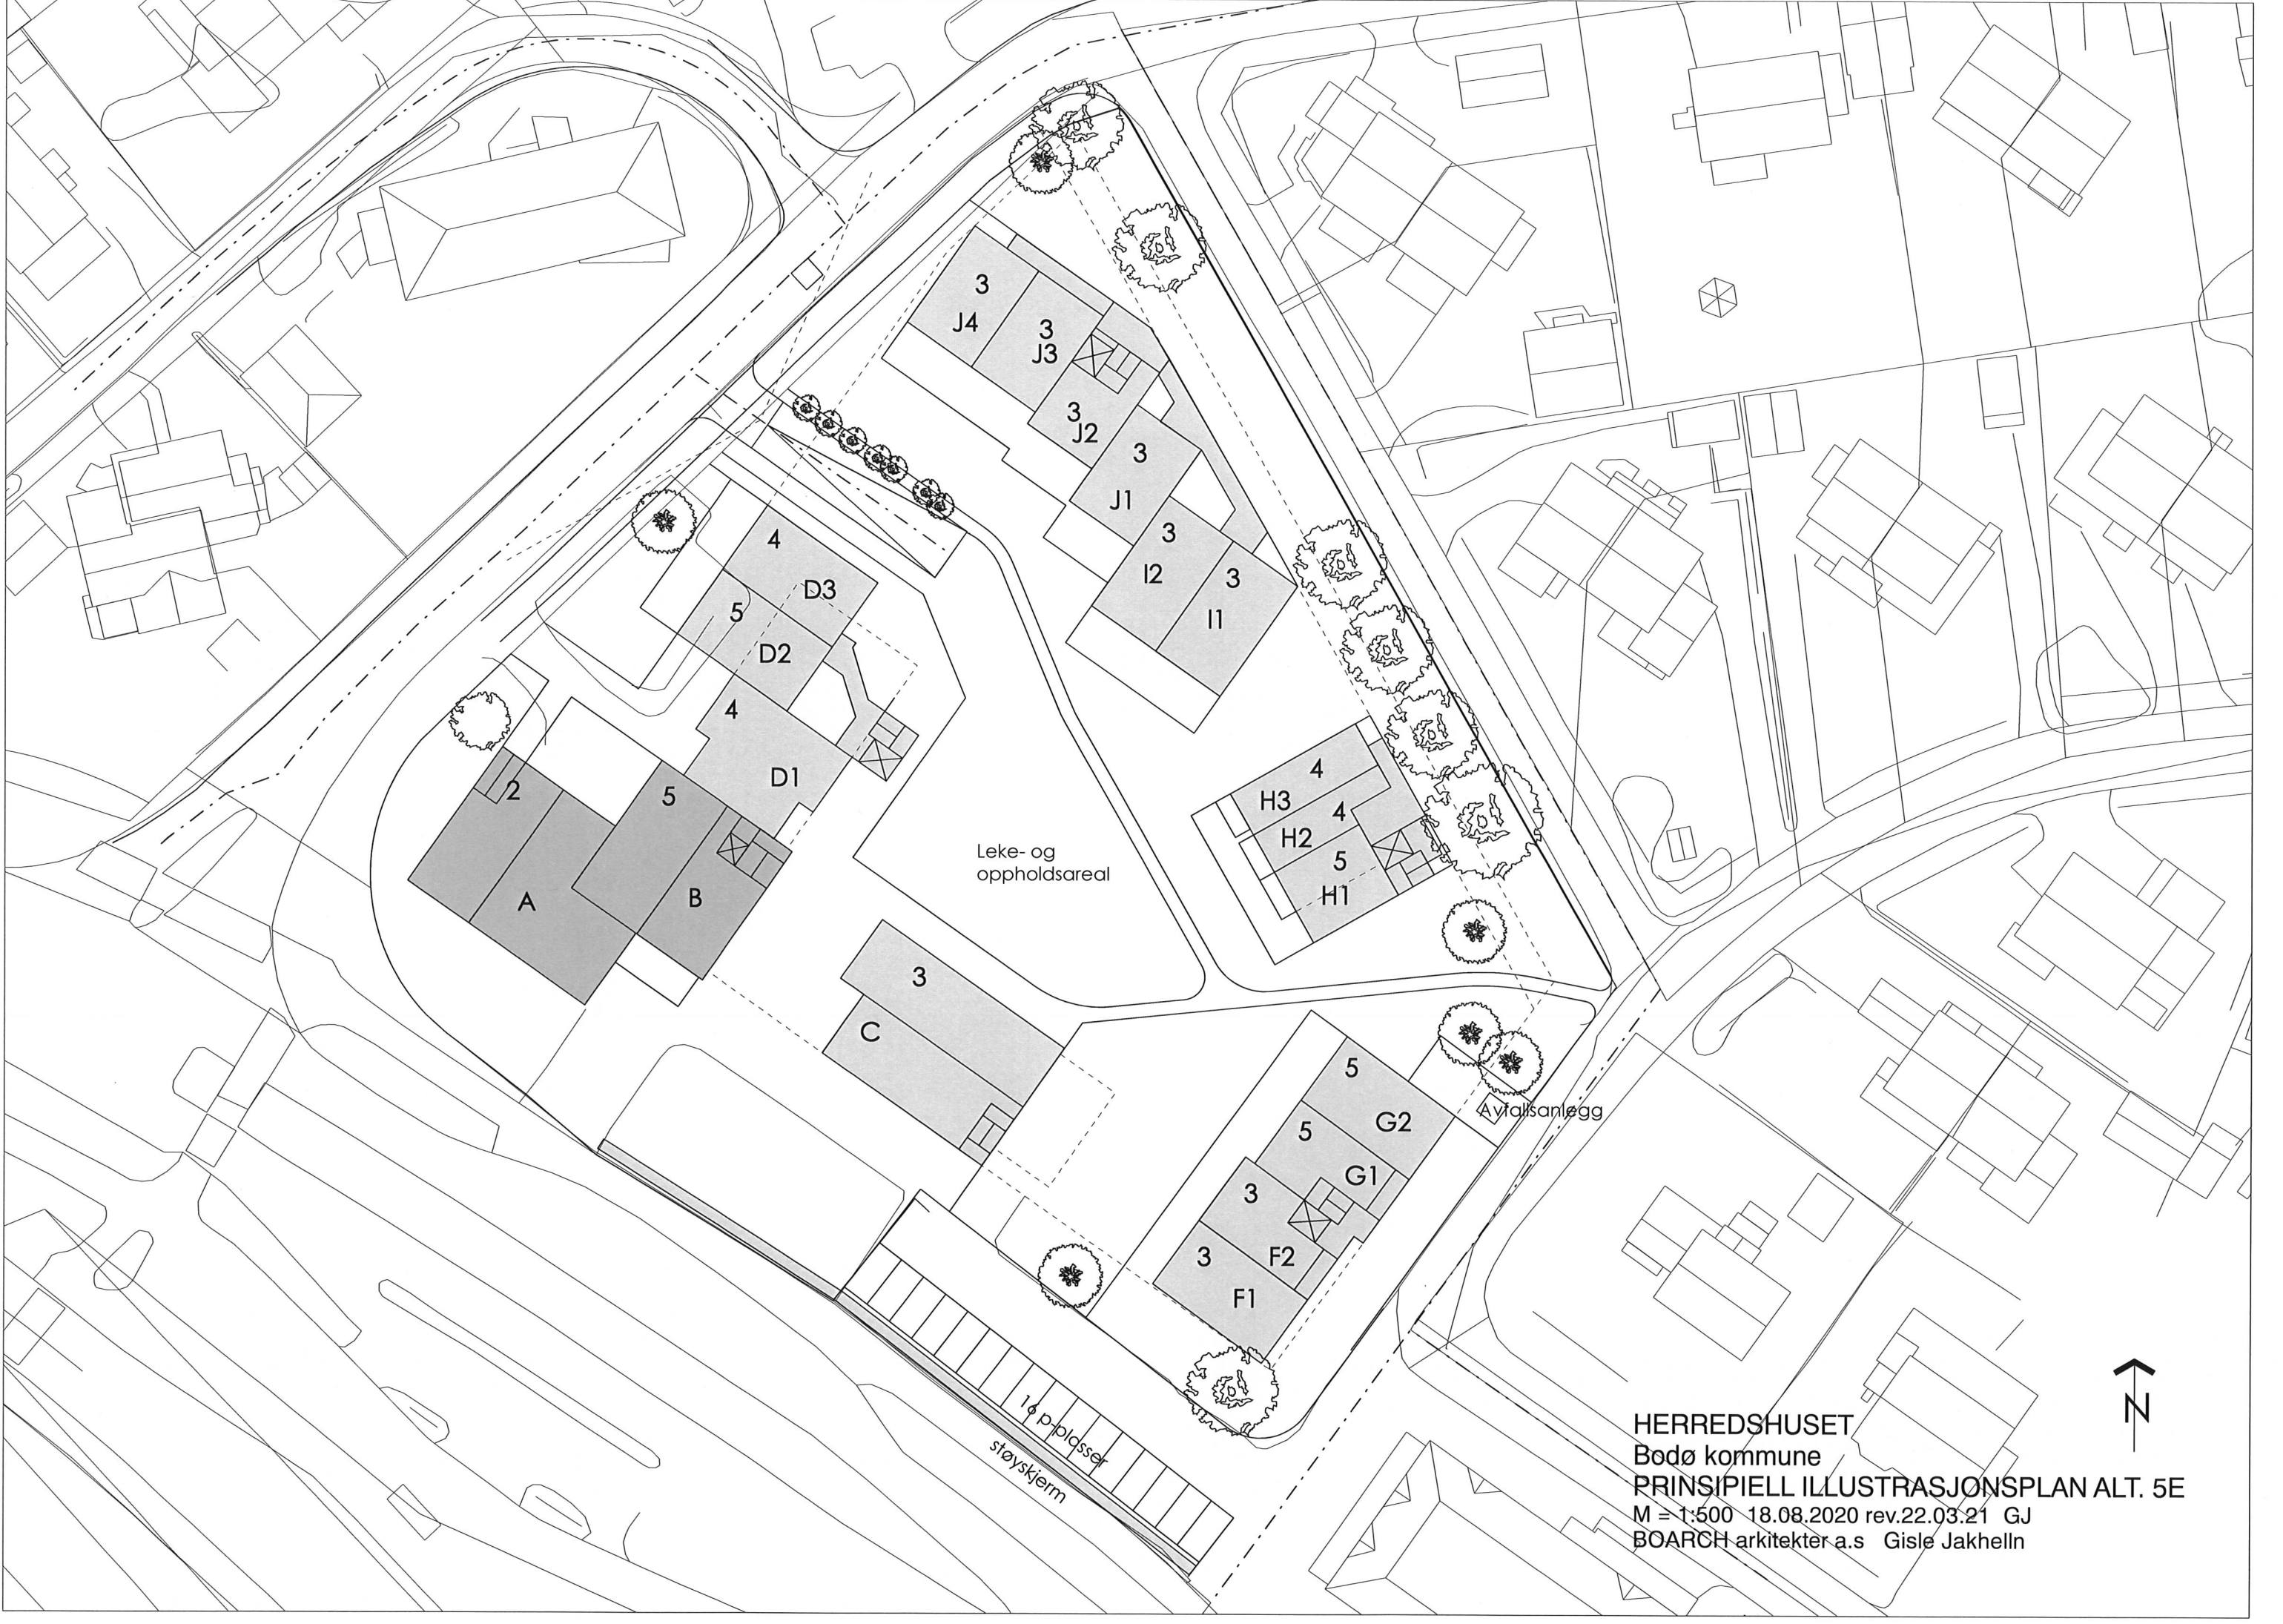 3
J4
3
J3
3
J2
3
J1
3
I2
3
I1
4
D3
5
D2
4
D1
2
A
5
B
4
H3
4
H2
5
H1
Leke- og
oppholdsareal
3
C
5
G2
5
G1
3
F2
3
F1
Avfallsanlegg
16 p-plasser
støyskjerm
N
HERREDSHUSET
Bodø kommune
PRINSIPIELL ILLUSTRASJONSPLAN ALT. 5E
M = 1:500 18.08.2020 rev.22.03.21 GJ
BOARCH arkitekter a.s Gisle Jakhelln